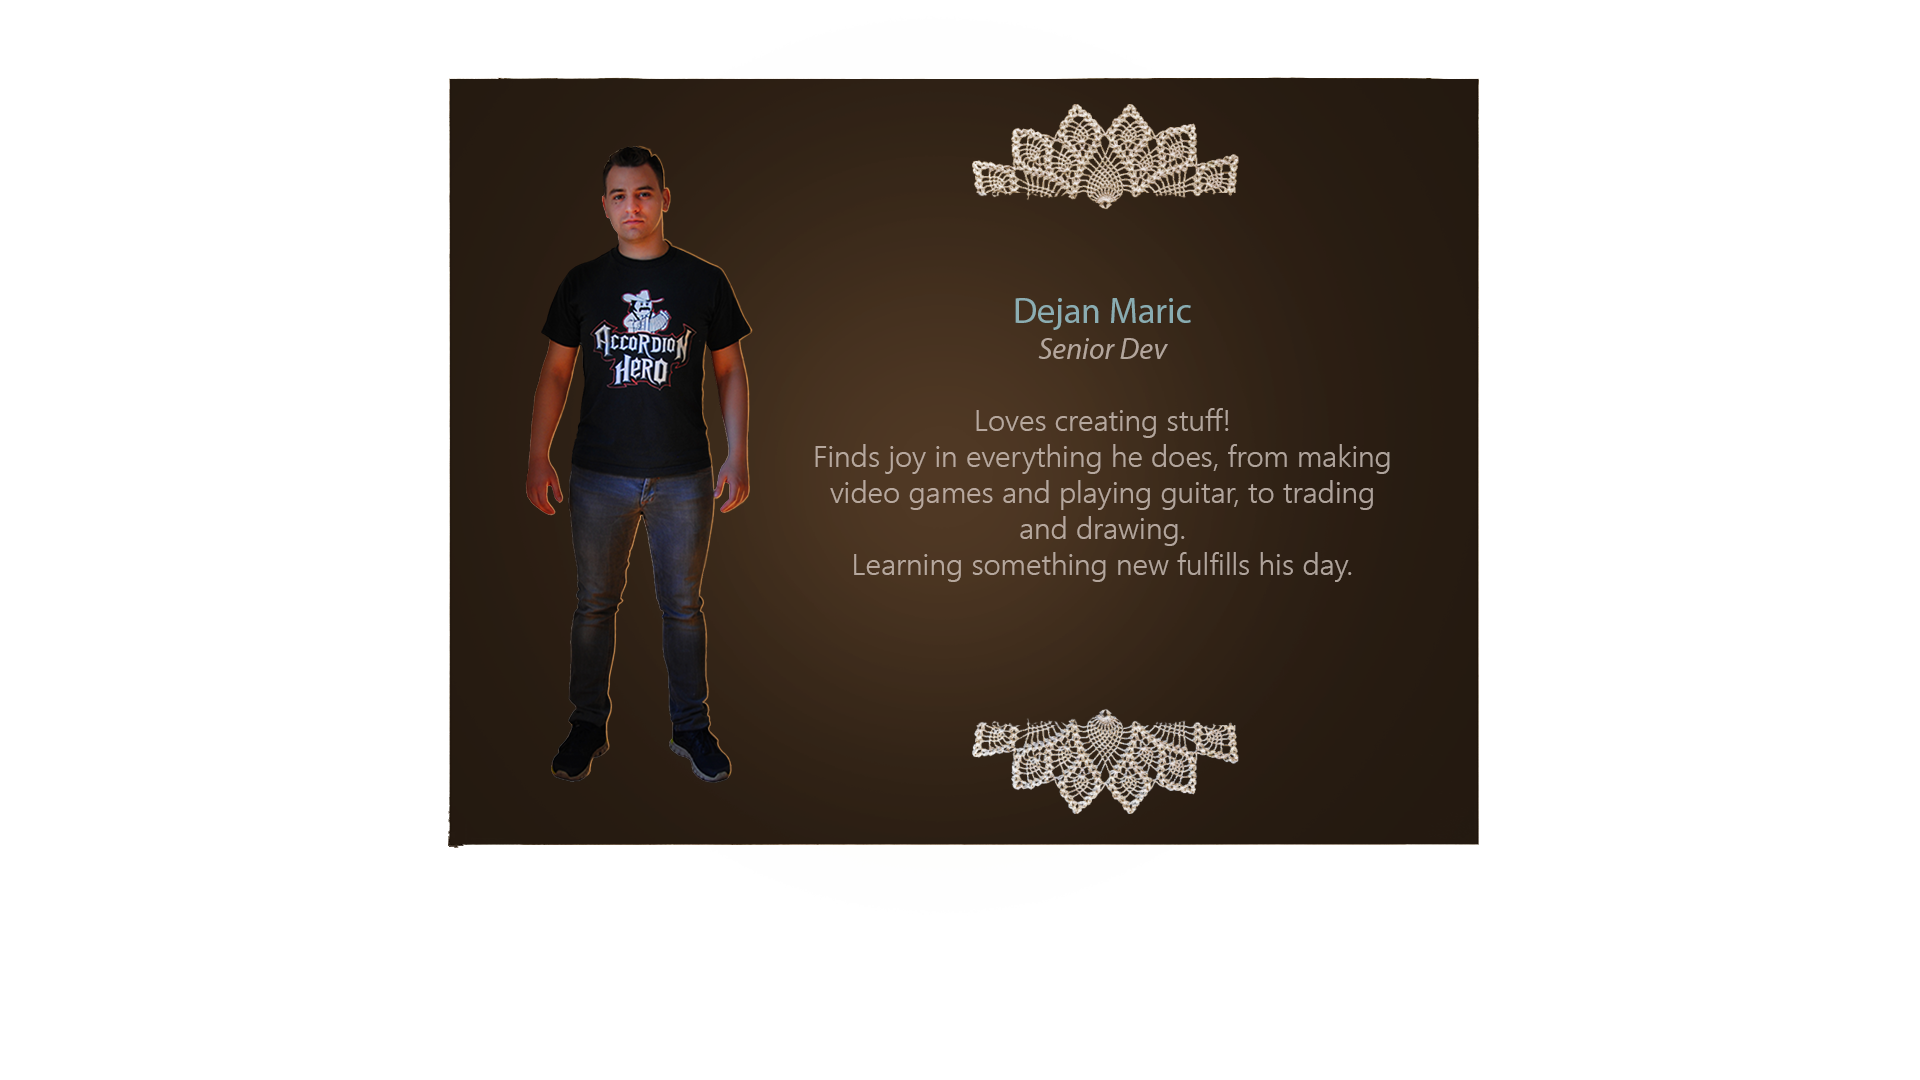 ACCORDION
HERO
Dejan Maric
Senior Dev
Loves creating stuff!
Finds joy in everything he does, from making
video games and playing guitar, to trading
and drawing.
Learning something new fulfills his day.